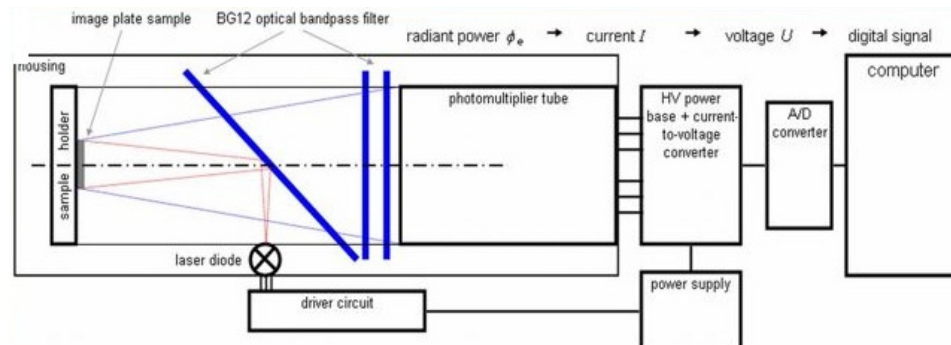 image plate sample
BG12 optical bandpass filter
radiant power ϕe → current I → voltage U → digital signal
housing
computer
sample holder
photomultiplier tube
HV power
base + current-
to-voltage
converter
A/D
converter
laser diode
driver circuit
power supply